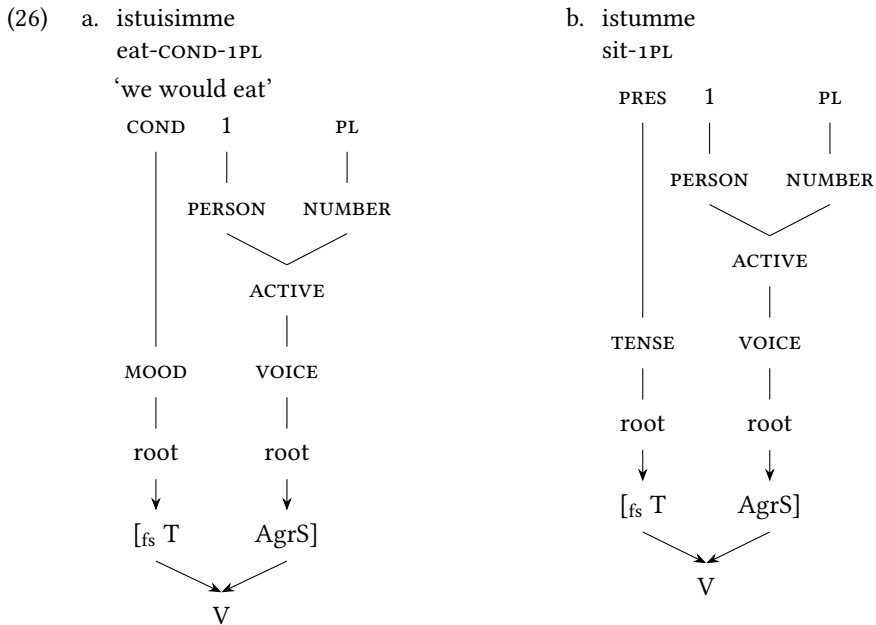 (26) a. istuisimme b. istumme
eat-COND-1PL sit-1PL
‘we would eat’
COND 1 PL PRES 1 PL
PERSON NUMBER PERSON NUMBER
ACTIVE ACTIVE
MOOD VOICE TENSE VOICE
root root root root
[fs T AgrS] [fs T AgrS]
V V